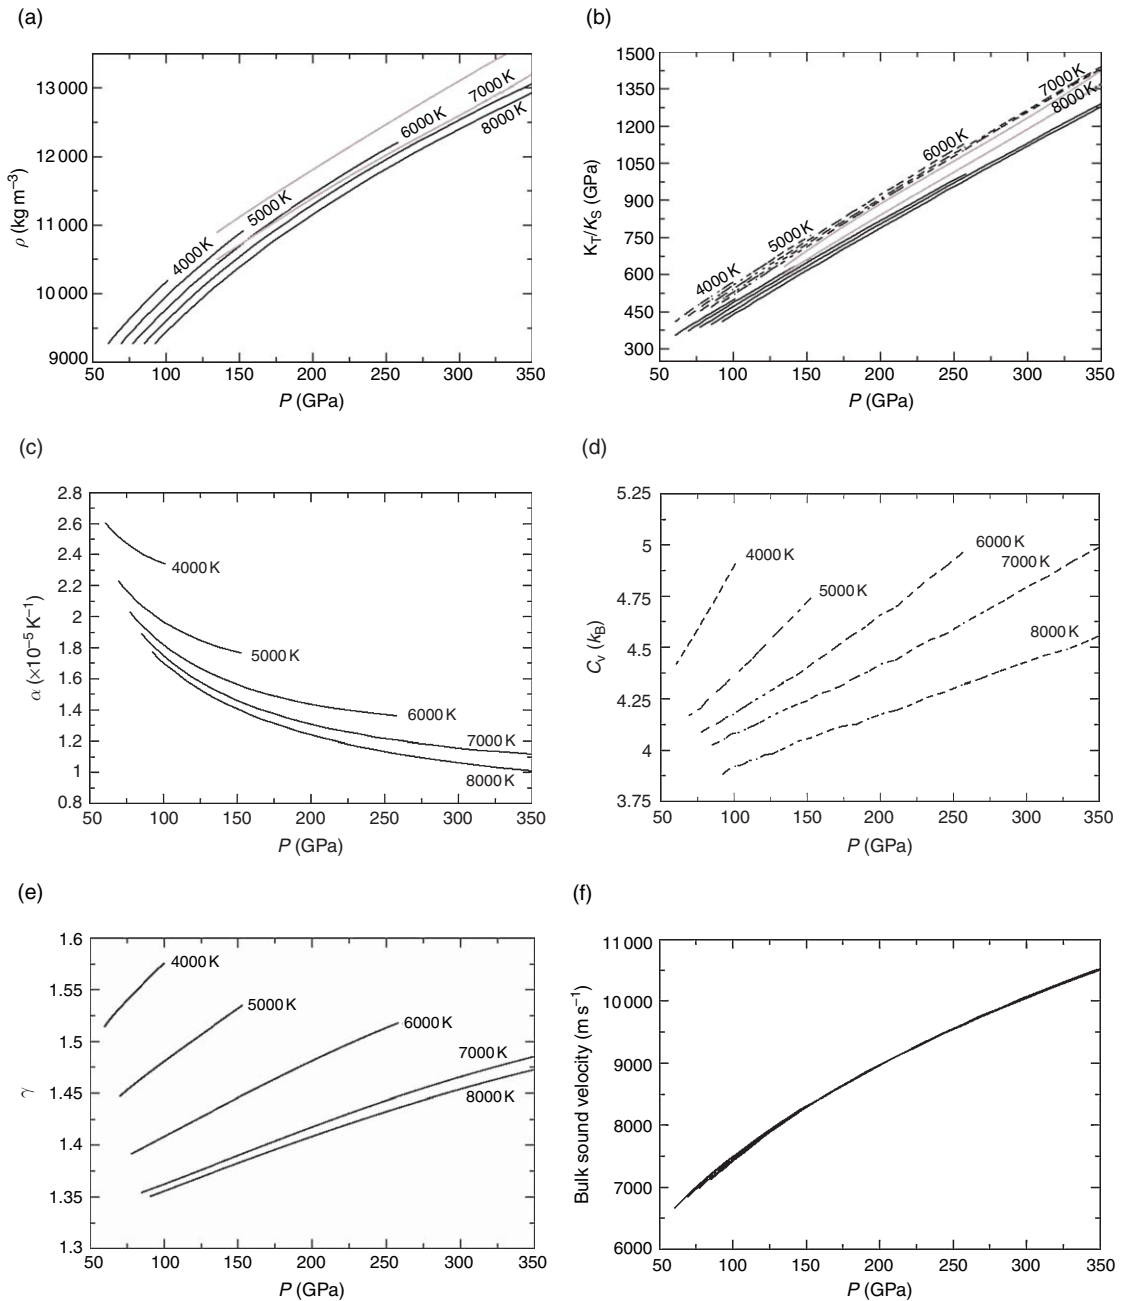 (a)
13 000
12 000
11 000
10 000
9000
ρ (kg m−3)
4000 K
5000 K
6000 K
7000 K
8000 K
50 100 150 200 250 300 350
P (GPa)
(b)
1500
1350
1200
1050
900
750
600
450
300
KT/KS (GPa)
4000 K
5000 K
6000 K
7000 K
8000 K
50 100 150 200 250 300 350
P (GPa)
(c)
2.8
2.6
2.4
2.2
2
1.8
1.6
1.4
1.2
1
0.8
α (×10−5 K−1)
4000 K
5000 K
6000 K
7000 K
8000 K
50 100 150 200 250 300 350
P (GPa)
(d)
5.25
5
4.75
4.5
4.25
4
3.75
Cv (kB)
4000 K
5000 K
6000 K
7000 K
8000 K
50 100 150 200 250 300 350
P (GPa)
(e)
1.6
1.55
1.5
1.45
1.4
1.35
1.3
γ
4000 K
5000 K
6000 K
7000 K
8000 K
50 100 150 200 250 300 350
P (GPa)
(f)
11 000
10 000
9000
8000
7000
6000
Bulk sound velocity (m s−1)
50 100 150 200 250 300 350
P (GPa)